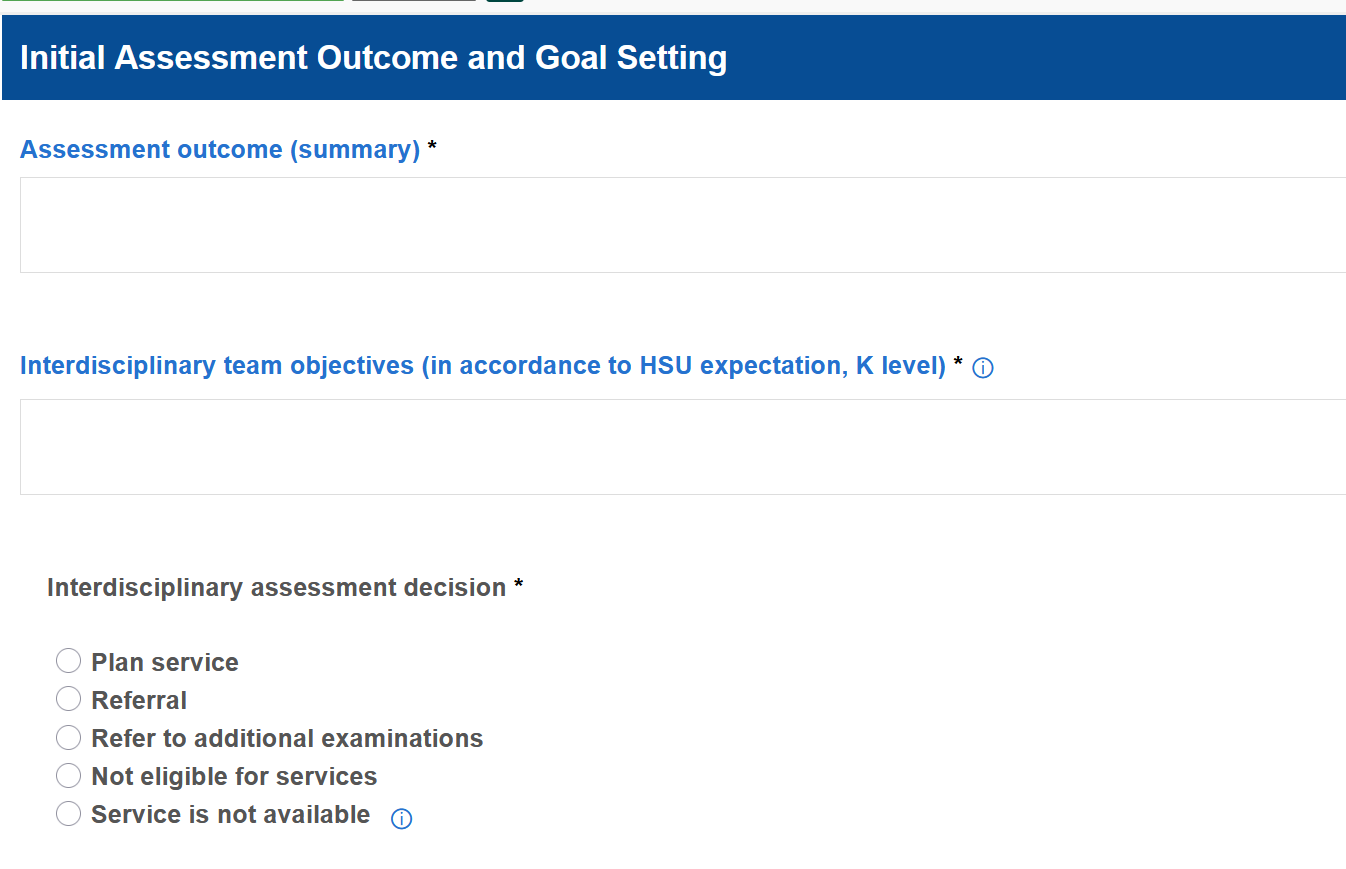 Initial Assessment Outcome and Goal Setting
Assessment outcome (summary) *
Interdisciplinary team objectives (in accordance to HSU expectation, K level) *
Interdisciplinary assessment decision *
Plan service
Referral
Refer to additional examinations
Not eligible for services
Service is not available